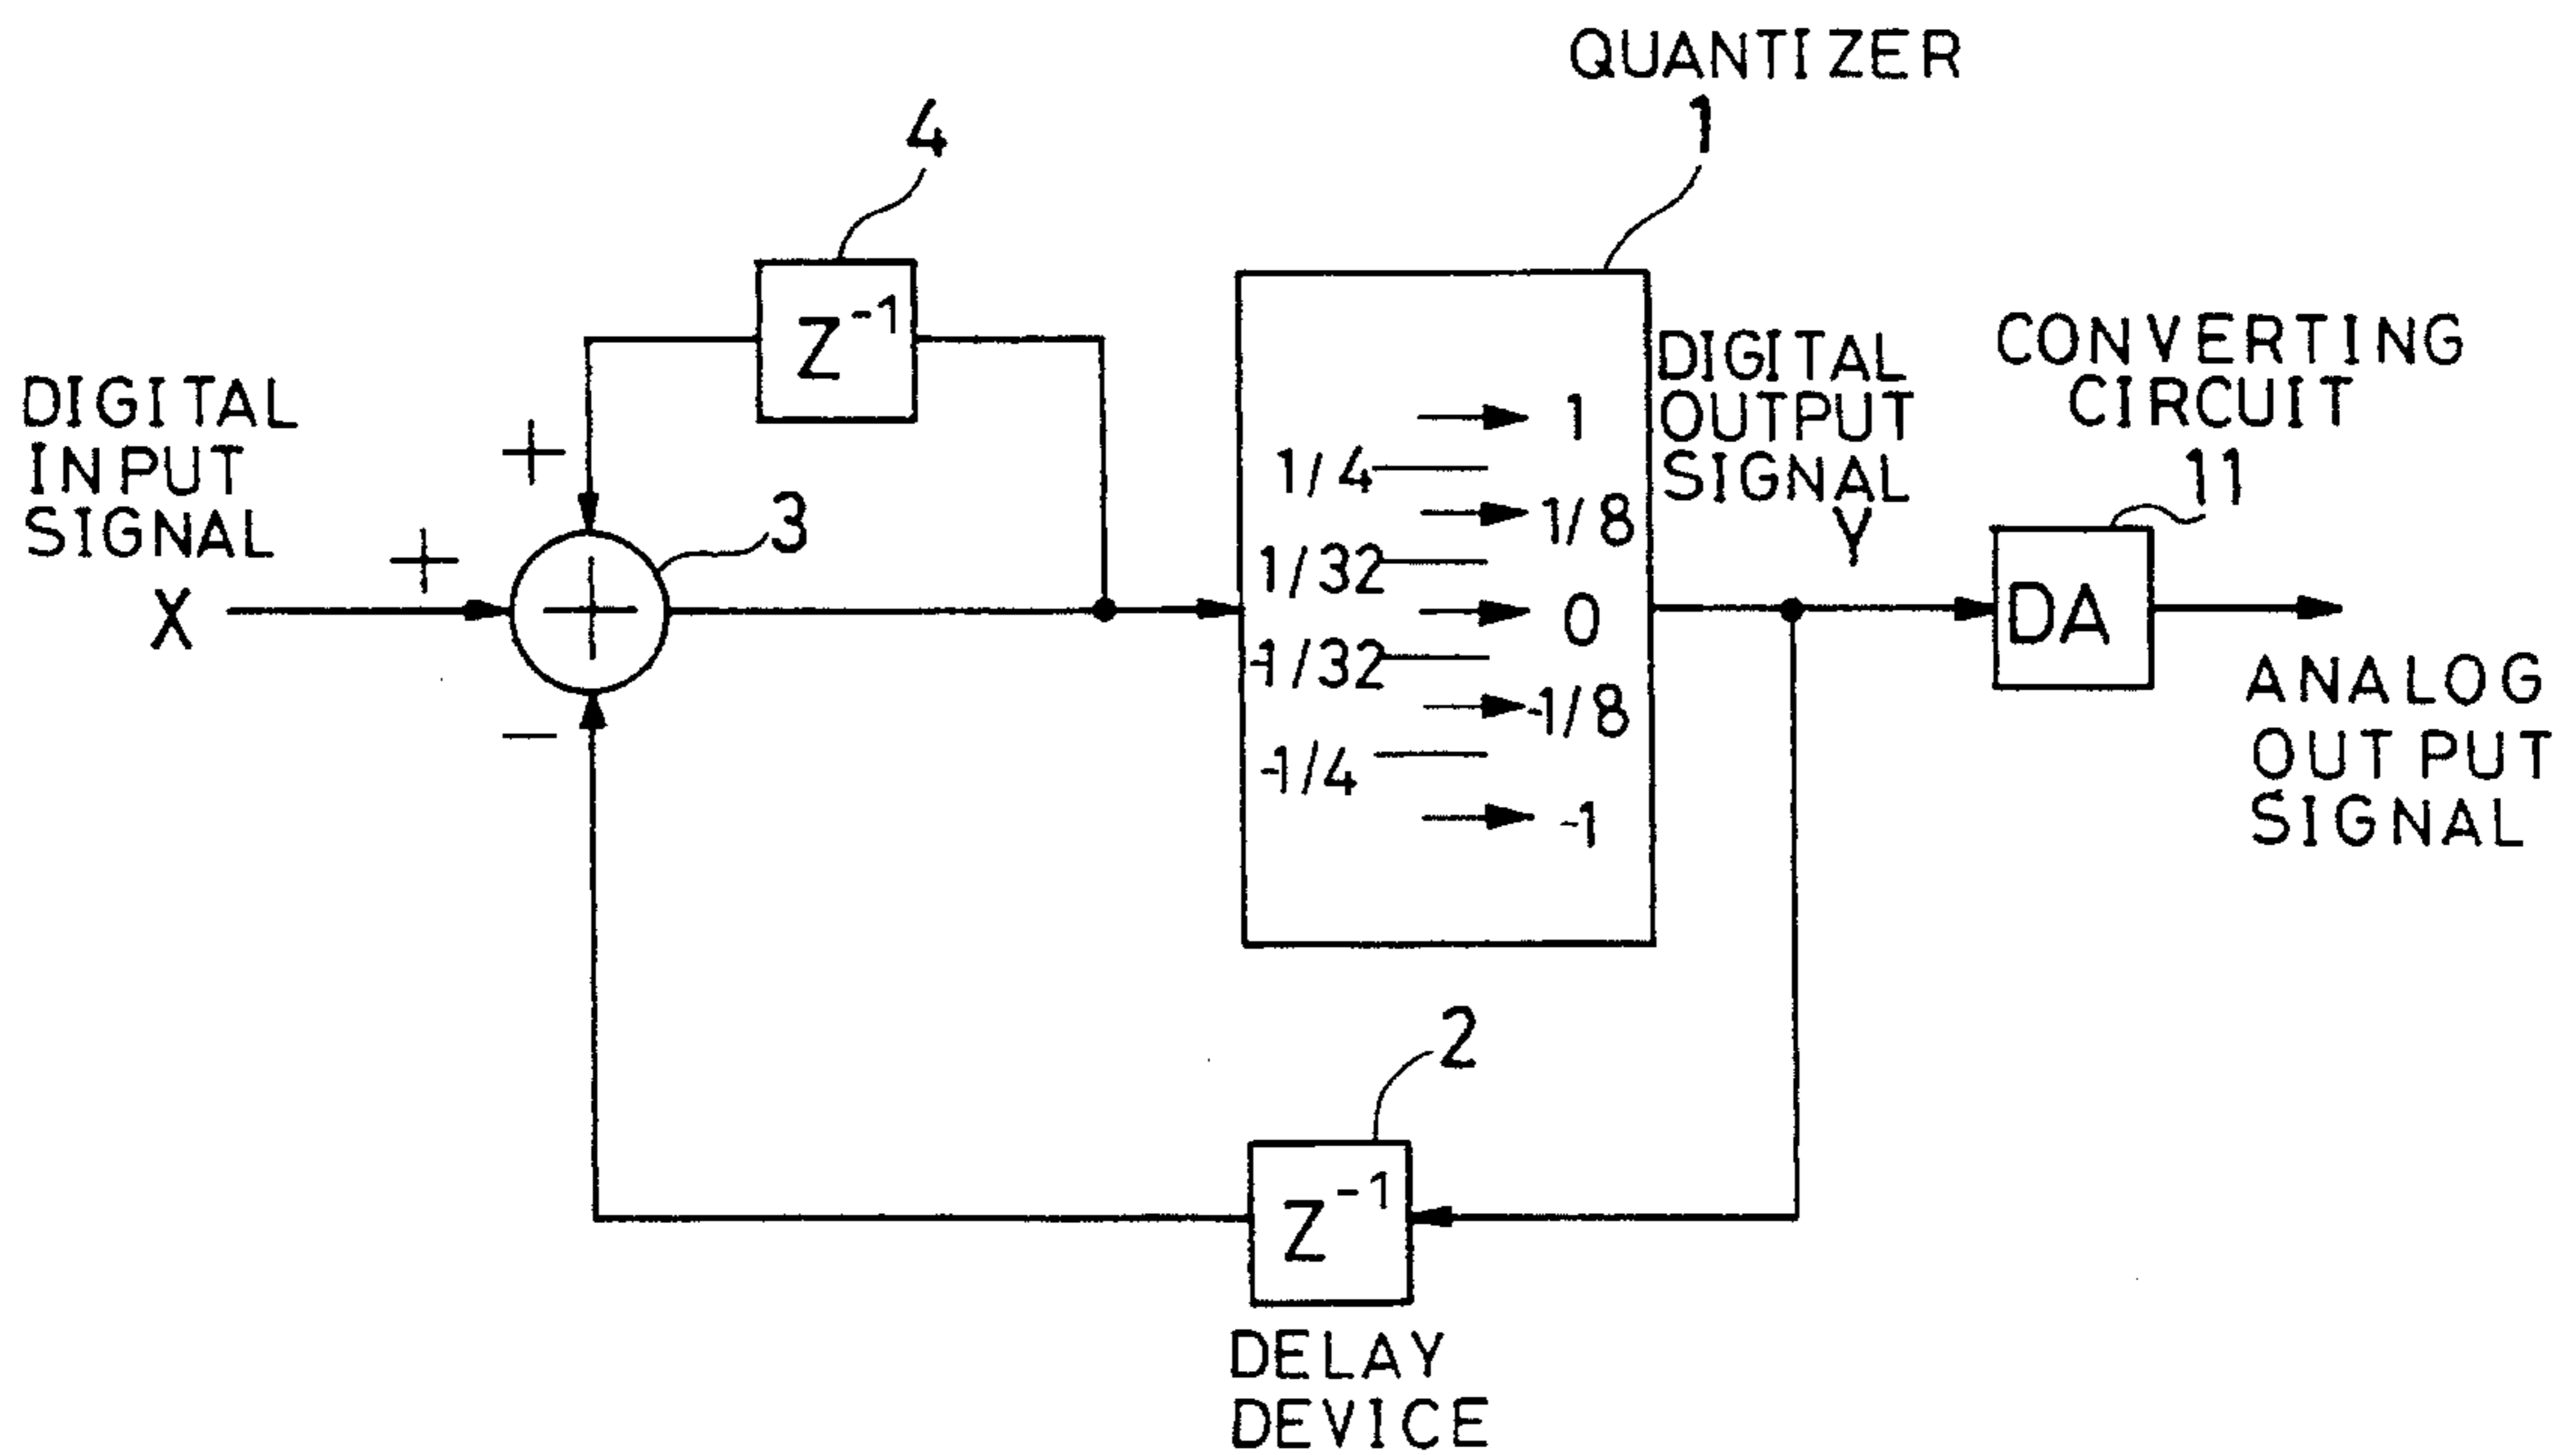 QUANTIZER
1
4
Z⁻¹
DIGITAL
INPUT
SIGNAL
X
+
+
−
3
+
1/4
1/32
-1/32
-1/4
1
1/8
0
-1/8
-1
DIGITAL
OUTPUT
SIGNAL
Y
CONVERTING
CIRCUIT
11
DA
ANALOG
OUTPUT
SIGNAL
2
Z⁻¹
DELAY
DEVICE